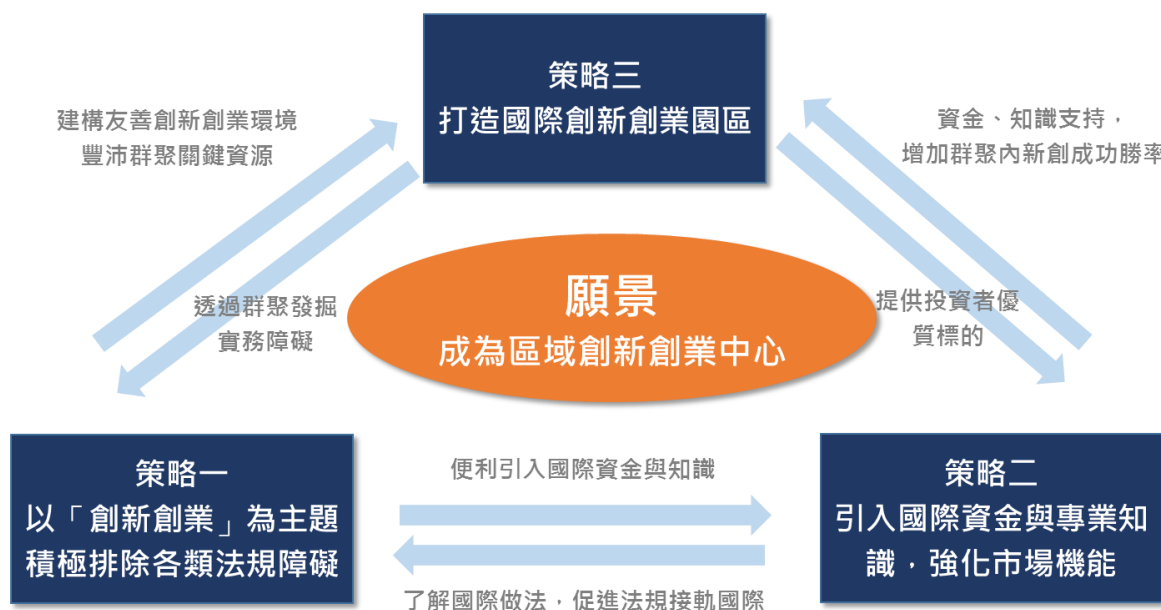 策略三
打造國際創新創業園區
建構友善創新創業環境
豐沛群聚關鍵資源
資金、知識支持，
增加群聚內新創成功勝率
願景
成為區域創新創業中心
透過群聚發掘
實務障礙
提供投資者優
質標的
策略一
以「創新創業」為主題
積極排除各類法規障礙
便利引入國際資金與知識
了解國際做法，促進法規接軌國際
策略二
引入國際資金與專業知
識，強化市場機能